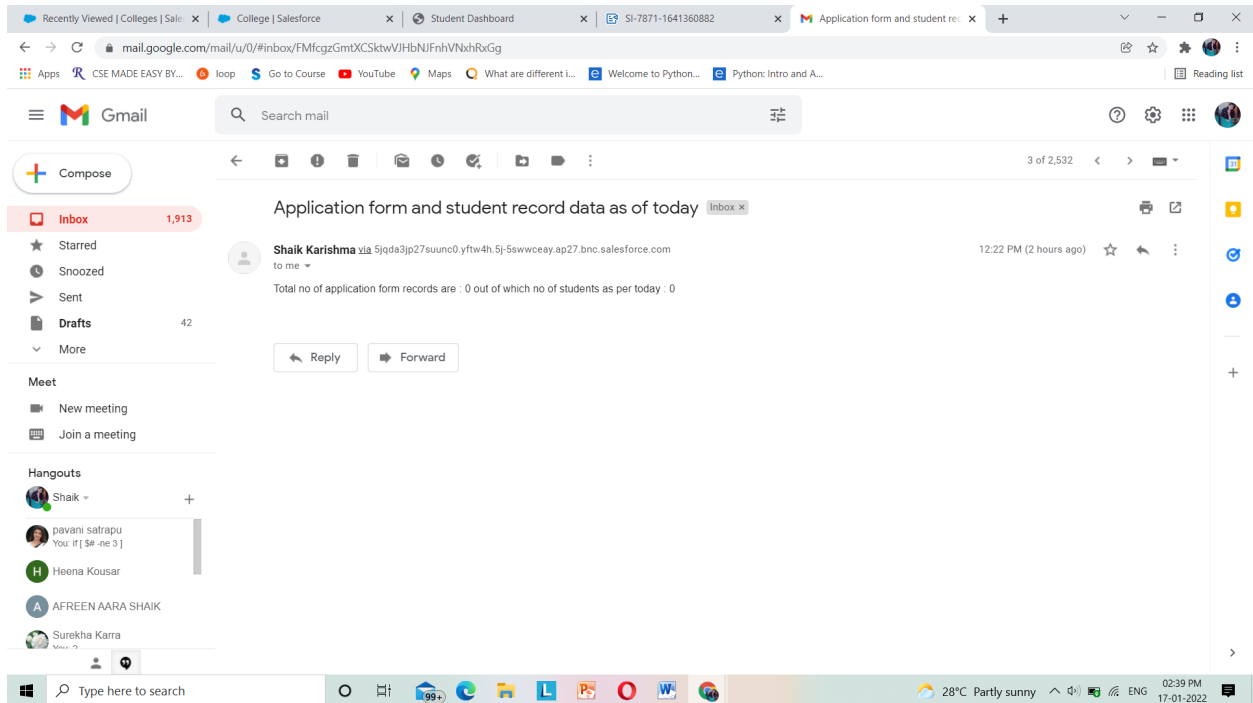 Recently Viewed | Colleges | Sale
College | Salesforce
Student Dashboard
SI-7871-1641360882
Application form and student rec
mail.google.com/mail/u/0/#inbox/FMfcgzGmtXCSktwVJHbNJFnhVNxhRxGg
Apps
CSE MADE EASY BY...
loop
Go to Course
YouTube
Maps
What are different i...
Welcome to Python...
Python: Intro and A...
Reading list
Gmail
Search mail
Compose
3 of 2,532
Inbox 1,913
Starred
Snoozed
Sent
Drafts 42
More
Meet
New meeting
Join a meeting
Hangouts
Shaik
pavani satrapu
You: if [ $# -ne 3 ]
H Heena Kousar
A AFREEN AARA SHAIK
Surekha Karra
You: 2
Application form and student record data as of today Inbox ×
Shaik Karishma via 5jqda3jp27suunc0.yftw4h.5j-5swwceay.ap27.bnc.salesforce.com
12:22 PM (2 hours ago)
to me
Total no of application form records are : 0 out of which no of students as per today : 0
Reply
Forward
31
Type here to search
99+
L
28°C Partly sunny
ENG
02:39 PM
17-01-2022